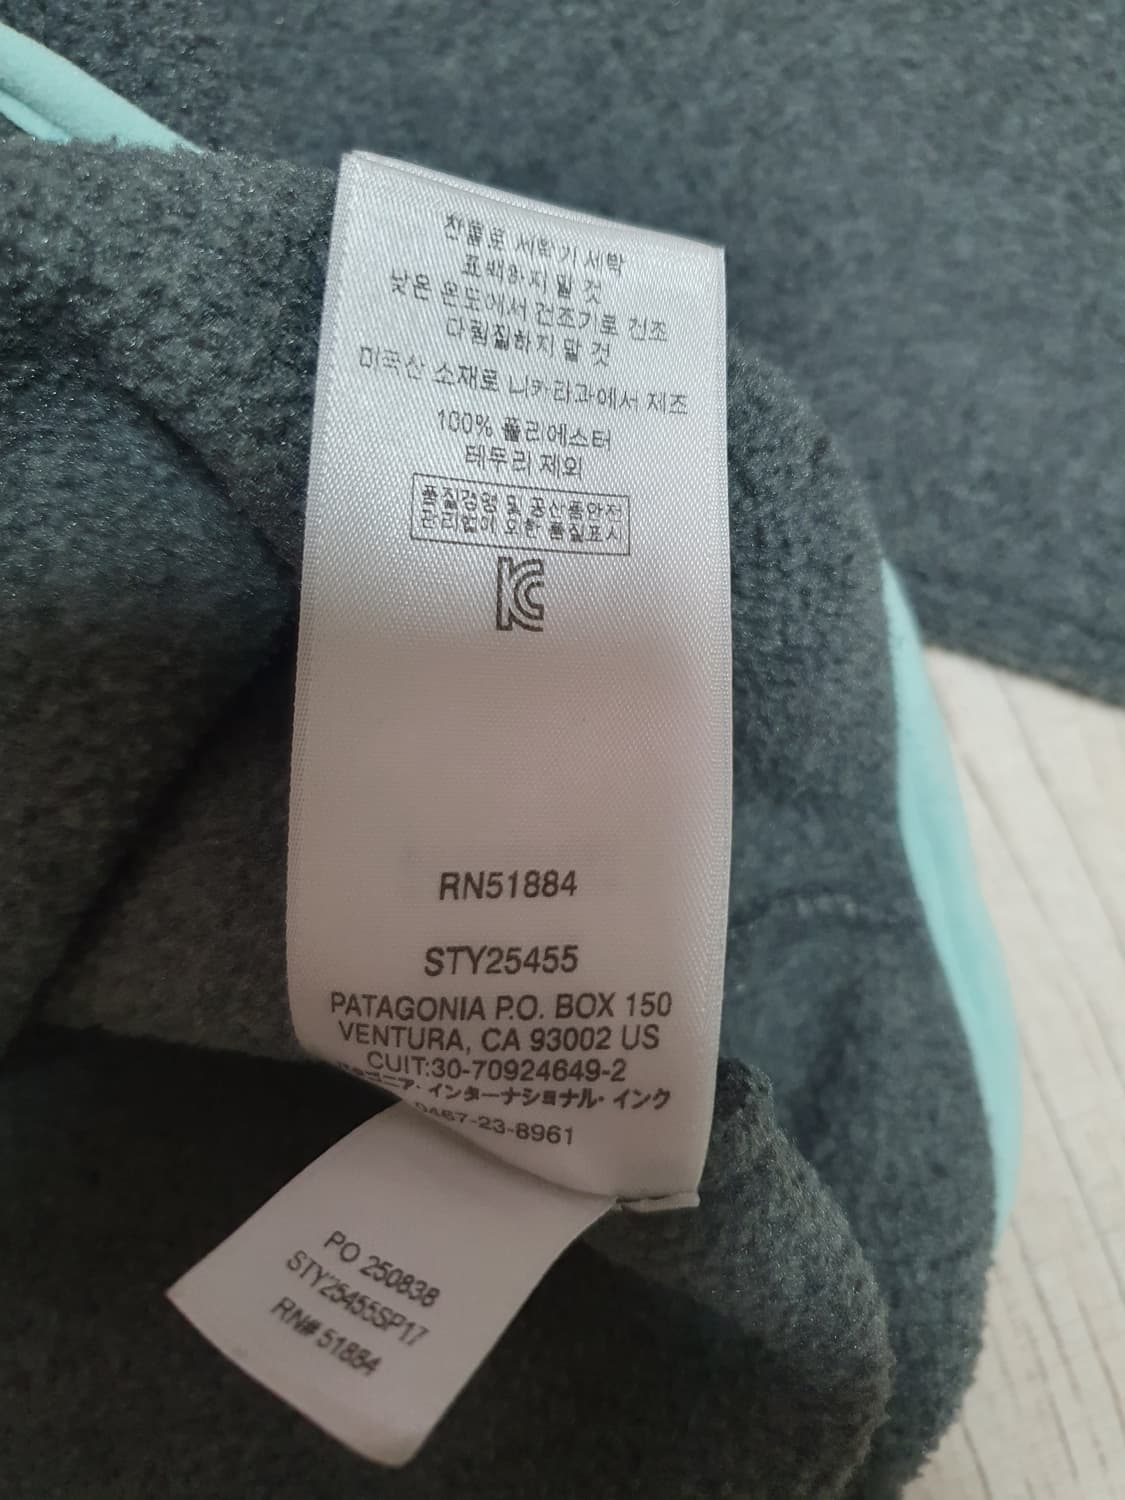 찬물로 세탁기 세탁
표백하지 말 것
낮은 온도에서 건조기로 건조
다림질하지 말 것
미국산 소재로 니카라과에서 제조
100% 폴리에스터
테두리 제외
품질경영 및 공산품안전
관리법에 의한 품질표시
KC
RN51884
STY25455
PATAGONIA P.O. BOX 150
VENTURA, CA 93002 US
CUIT:30-70924649-2
インターナショナル・インク
0467-23-8961
PO 250838
STY25455SP17
RN# 51884